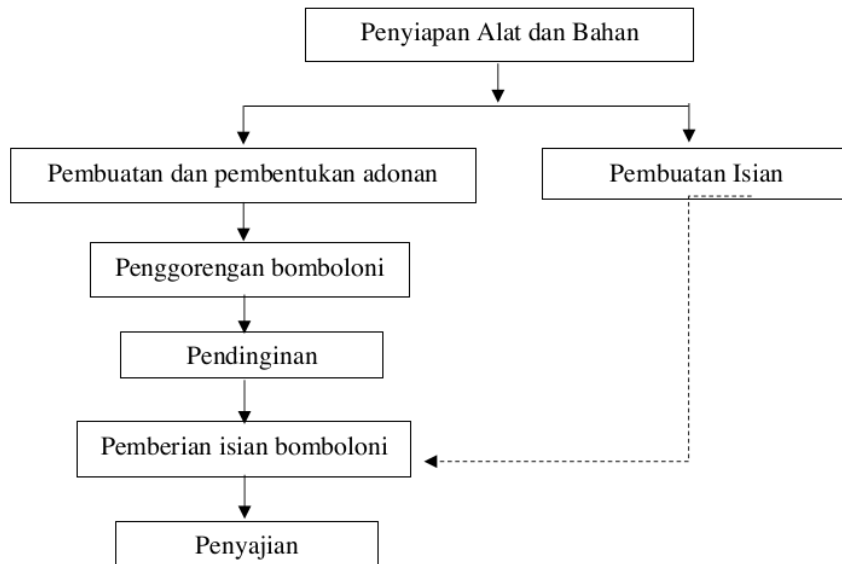 Penyiapan Alat dan Bahan
Pembuatan dan pembentukan adonan
Pembuatan Isian
Penggorengan bomboloni
Pendinginan
Pemberian isian bomboloni
Penyajian